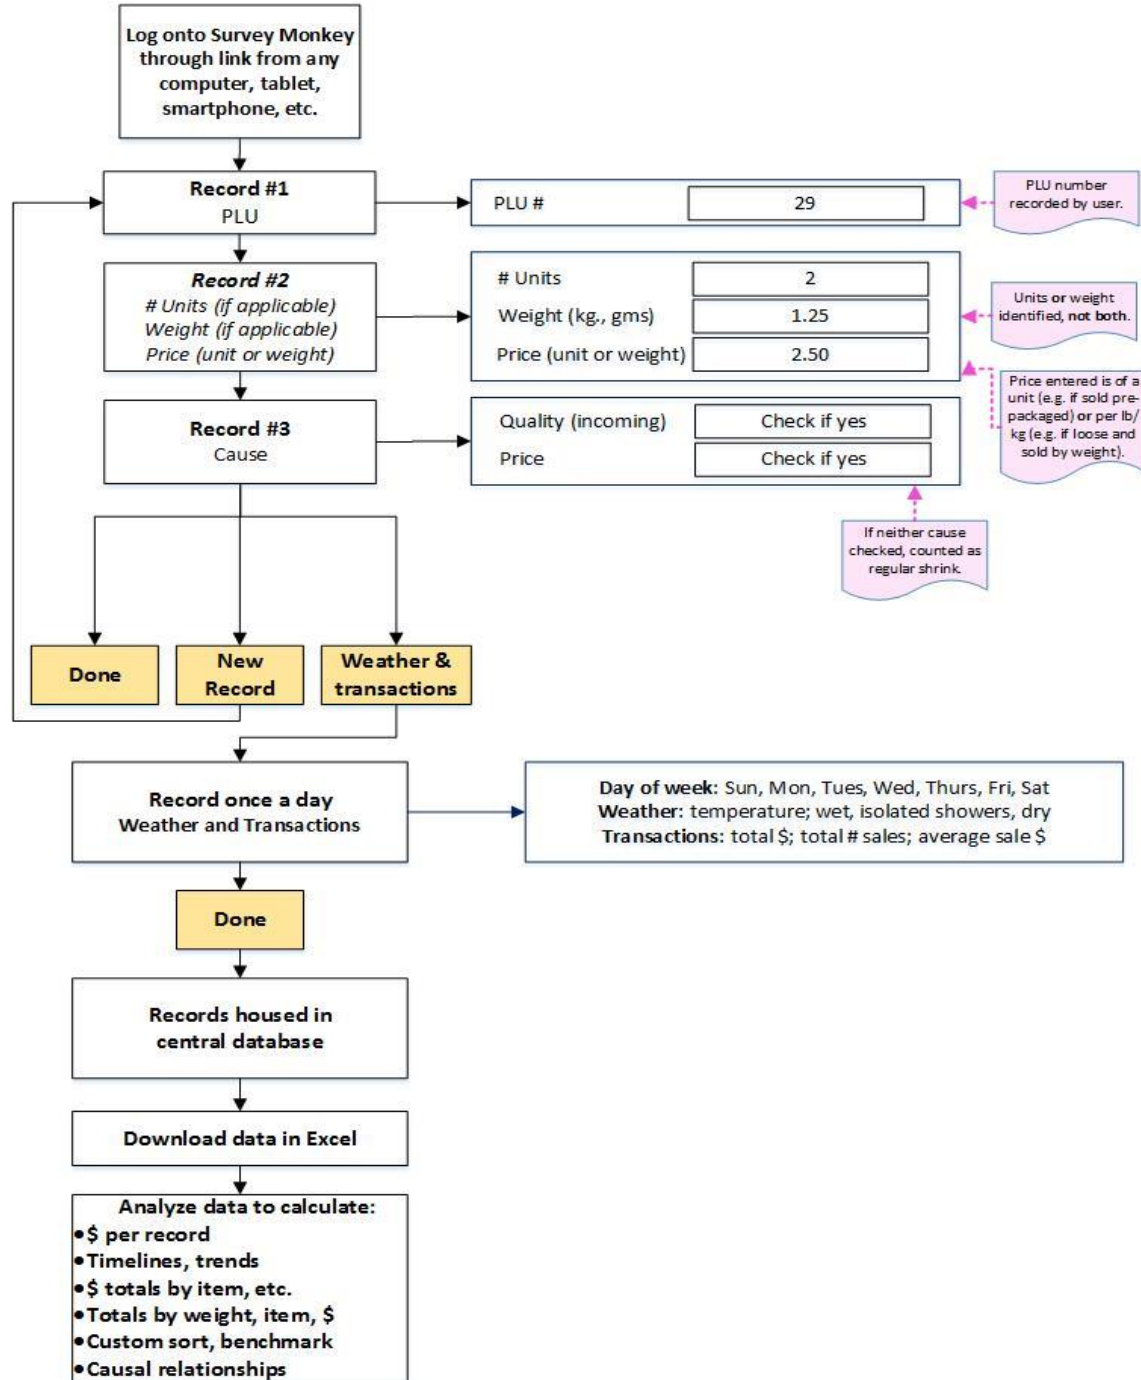 Log onto Survey Monkey
through link from any
computer, tablet,
smartphone, etc.
Record #1
PLU
PLU #
29
PLU number
recorded by user.
Record #2
# Units (if applicable)
Weight (if applicable)
Price (unit or weight)
# Units
2
Weight (kg., gms)
1.25
Price (unit or weight)
2.50
Units or weight
identified, not both.
Price entered is of a
unit (e.g. if sold pre-
packaged) or per lb/
kg (e.g. if loose and
sold by weight).
Record #3
Cause
Quality (incoming)
Check if yes
Price
Check if yes
If neither cause
checked, counted as
regular shrink.
Done
New
Record
Weather &
transactions
Record once a day
Weather and Transactions
Day of week: Sun, Mon, Tues, Wed, Thurs, Fri, Sat
Weather: temperature; wet, isolated showers, dry
Transactions: total $; total # sales; average sale $
Done
Records housed in
central database
Download data in Excel
Analyze data to calculate:
•$ per record
•Timelines, trends
•$ totals by item, etc.
•Totals by weight, item, $
•Custom sort, benchmark
•Causal relationships